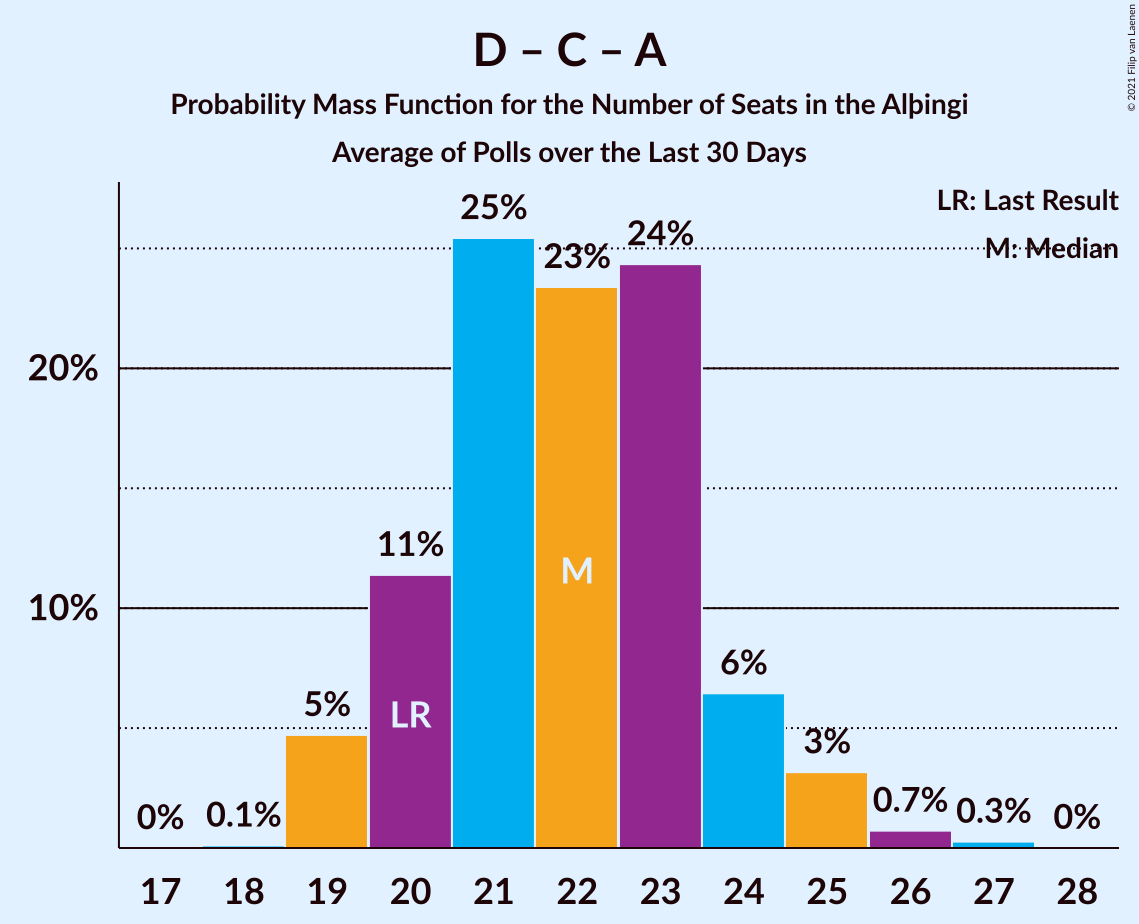 D – C – A
Probability Mass Function for the Number of Seats in the Alþingi
Average of Polls over the Last 30 Days
© 2021 Filip van Laenen
LR: Last Result
M: Median
25%
23%
24%
20%
11%
10%
M
6%
5%
LR
3%
0%
0.1%
0.7%
0.3%
0%
17 18 19 20 21 22 23 24 25 26 27 28